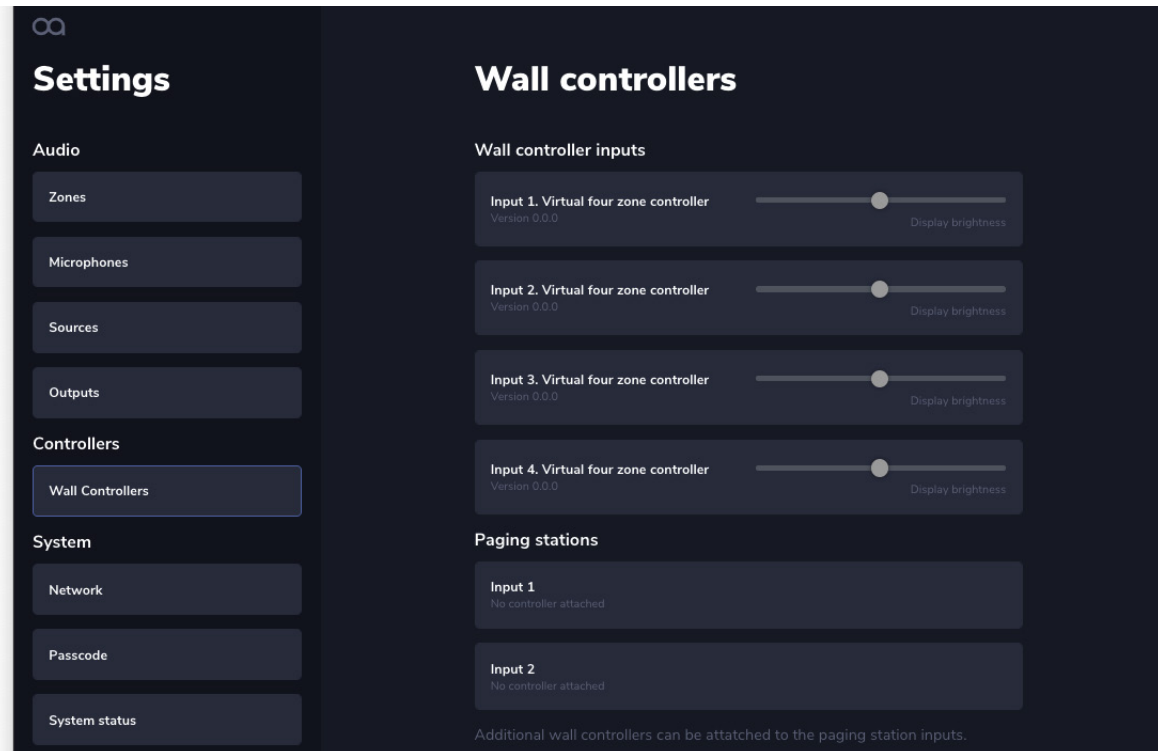 Settings
Audio
Zones
Microphones
Sources
Outputs
Controllers
Wall Controllers
System
Network
Passcode
System status
Wall controllers
Wall controller inputs
Input 1. Virtual four zone controller
Version 0.0.0
Display brightness
Input 2. Virtual four zone controller
Version 0.0.0
Display brightness
Input 3. Virtual four zone controller
Version 0.0.0
Display brightness
Input 4. Virtual four zone controller
Version 0.0.0
Display brightness
Paging stations
Input 1
No controller attached
Input 2
No controller attached
Additional wall controllers can be attatched to the paging station inputs.